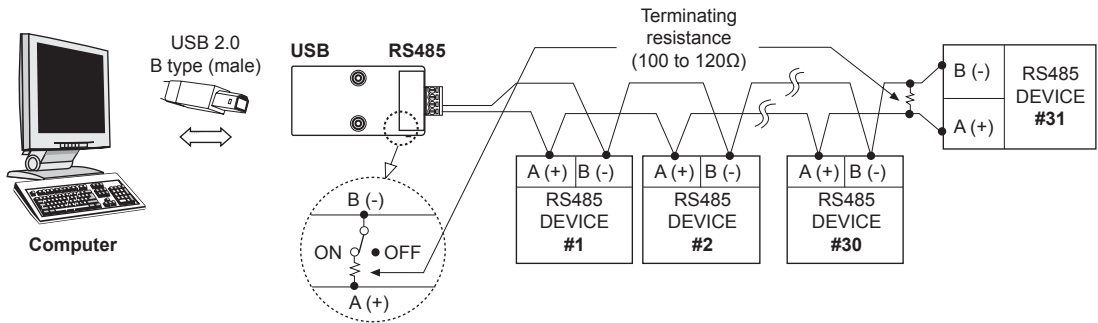 Terminating
resistance
(100 to 120Ω)
USB 2.0
B type (male)
USB
RS485
B (-)
A (+)
RS485
DEVICE
#31
A (+)
B (-)
RS485
DEVICE
#1
A (+)
B (-)
RS485
DEVICE
#2
A (+)
B (-)
RS485
DEVICE
#30
Computer
B (-)
ON
OFF
A (+)